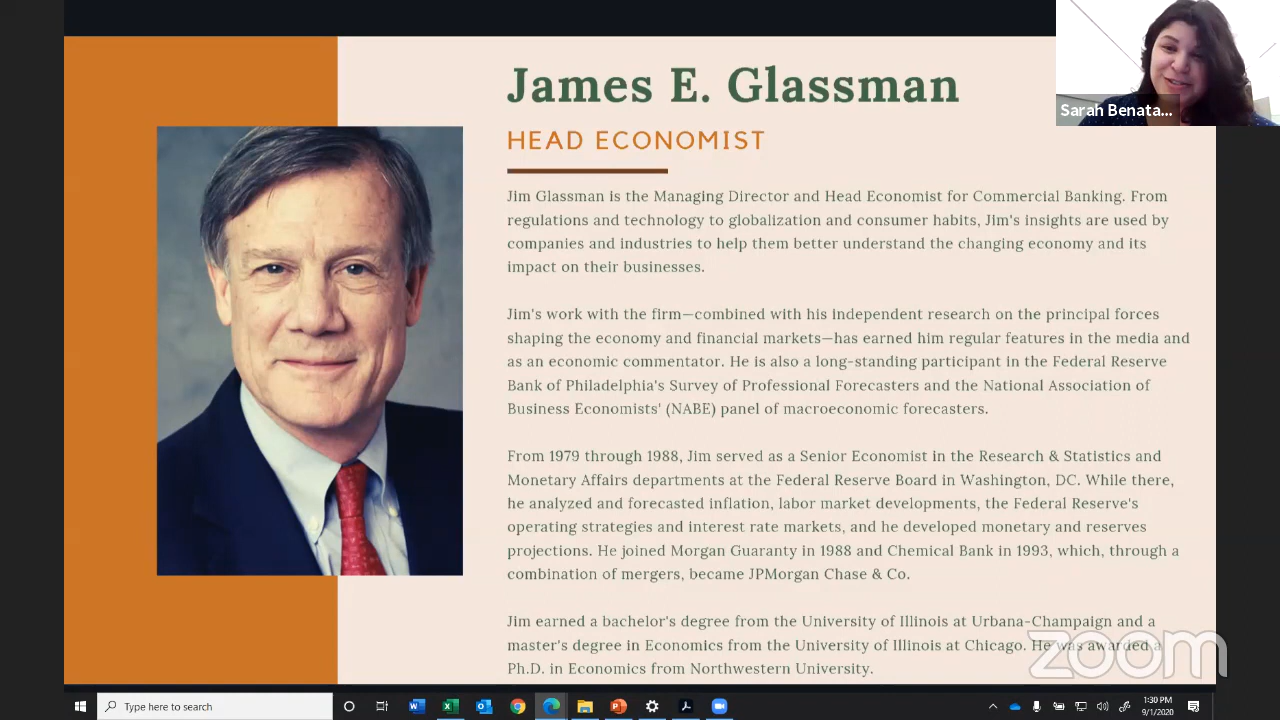 James E. Glassman
HEAD ECONOMIST
Sarah Benata...
Jim Glassman is the Managing Director and Head Economist for Commercial Banking. From
regulations and technology to globalization and consumer habits, Jim's insights are used by
companies and industries to help them better understand the changing economy and its
impact on their businesses.
Jim's work with the firm—combined with his independent research on the principal forces
shaping the economy and financial markets—has earned him regular features in the media and
as an economic commentator. He is also a long-standing participant in the Federal Reserve
Bank of Philadelphia's Survey of Professional Forecasters and the National Association of
Business Economists' (NABE) panel of macroeconomic forecasters.
From 1979 through 1988, Jim served as a Senior Economist in the Research & Statistics and
Monetary Affairs departments at the Federal Reserve Board in Washington, DC. While there,
he analyzed and forecasted inflation, labor market developments, the Federal Reserve's
operating strategies and interest rate markets, and he developed monetary and reserves
projections. He joined Morgan Guaranty in 1988 and Chemical Bank in 1993, which, through a
combination of mergers, became JPMorgan Chase & Co.
Jim earned a bachelor's degree from the University of Illinois at Urbana-Champaign and a
master's degree in Economics from the University of Illinois at Chicago. He was awarded a
Ph.D. in Economics from Northwestern University.
zoom
Type here to search
1:30 PM
9/1/2020